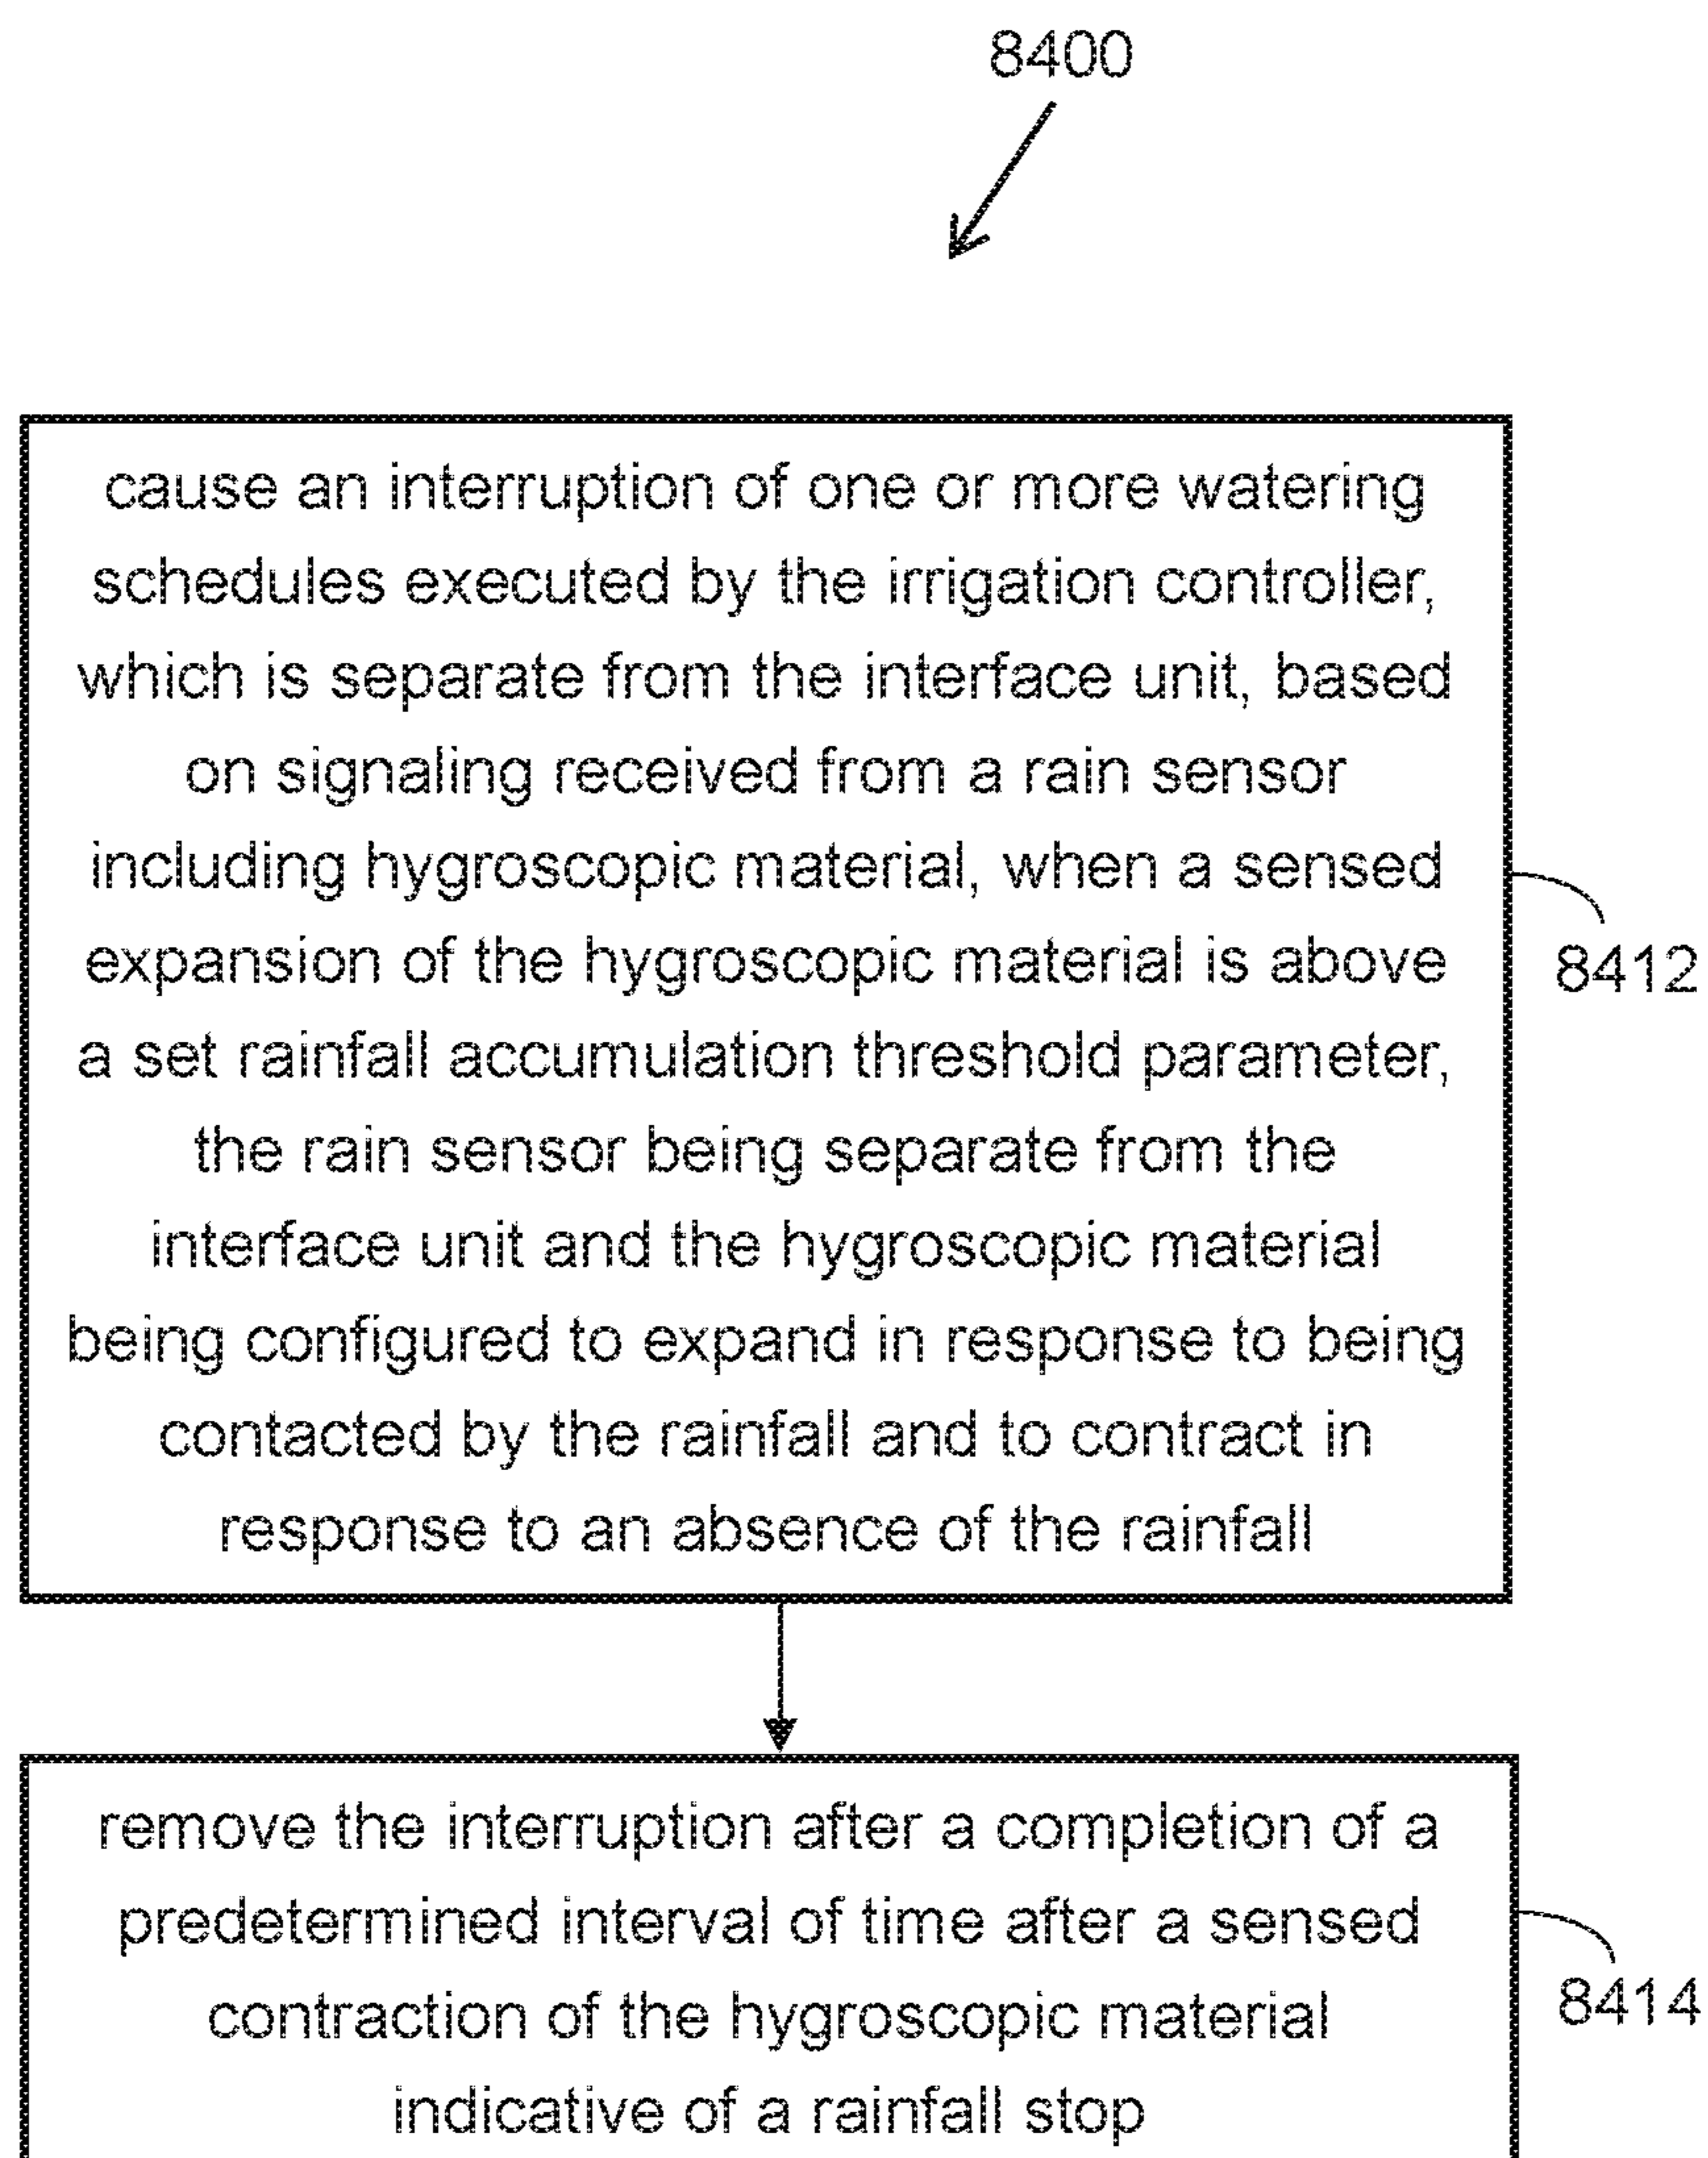 8400
cause an interruption of one or more watering
schedules executed by the irrigation controller,
which is separate from the interface unit, based
on signaling received from a rain sensor
including hygroscopic material, when a sensed
expansion of the hygroscopic material is above
a set rainfall accumulation threshold parameter,
the rain sensor being separate from the
interface unit and the hygroscopic material
being configured to expand in response to being
contacted by the rainfall and to contract in
response to an absence of the rainfall
8412
remove the interruption after a completion of a
predetermined interval of time after a sensed
contraction of the hygroscopic material
indicative of a rainfall stop
8414